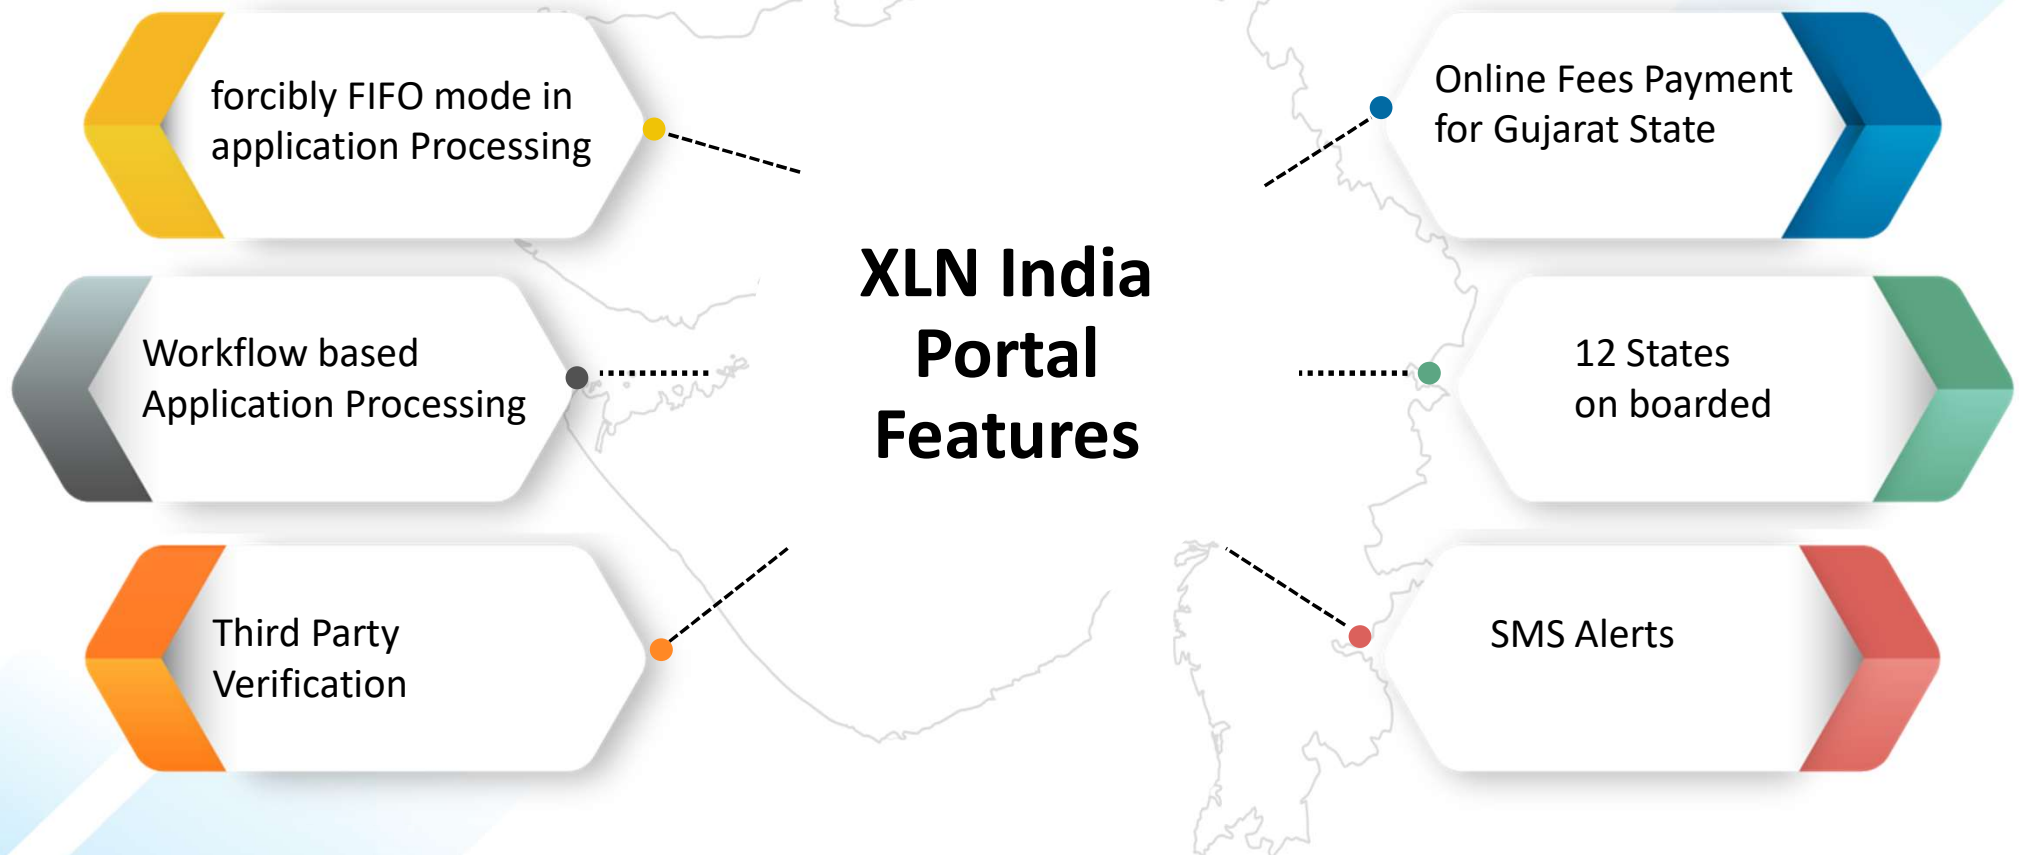 forcibly FIFO mode in
application Processing
Workflow based
Application Processing
Third Party
Verification
XLN India
Portal
Features
Online Fees Payment
for Gujarat State
12 States
on boarded
SMS Alerts